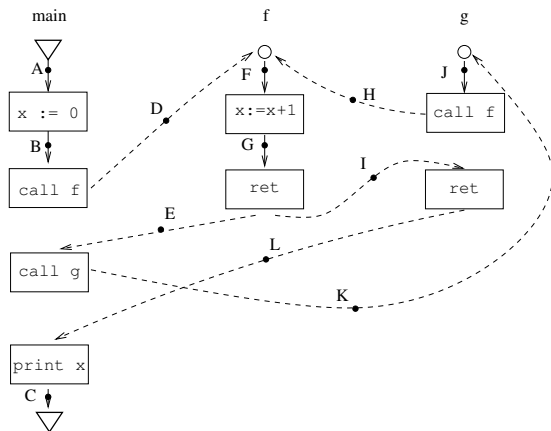 main f g
A
F
J
D
H
x := 0
x:=x+1
call f
B
G
I
call f
ret
ret
E
L
call g
K
print x
C